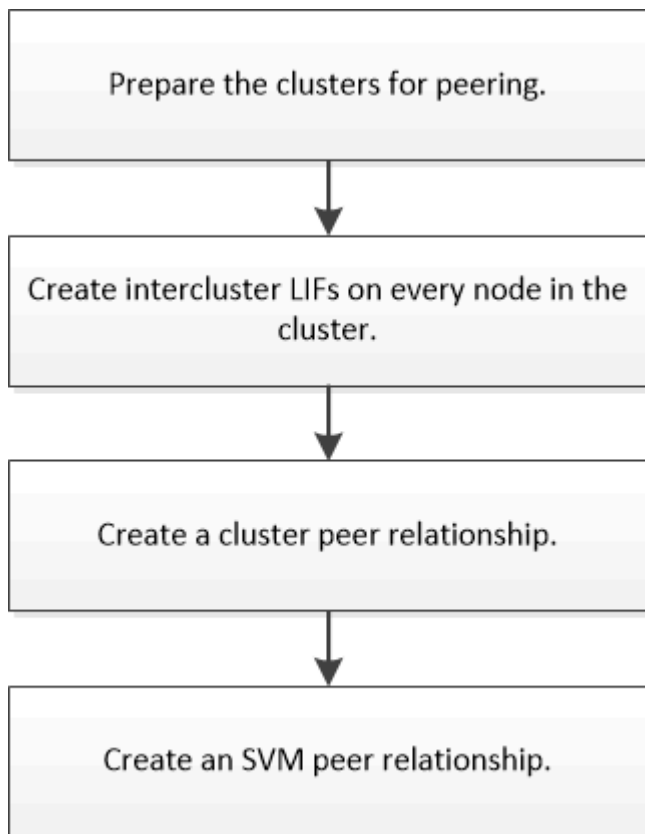 Prepare the clusters for peering.
Create intercluster LIFs on every node in the
cluster.
Create a cluster peer relationship.
Create an SVM peer relationship.